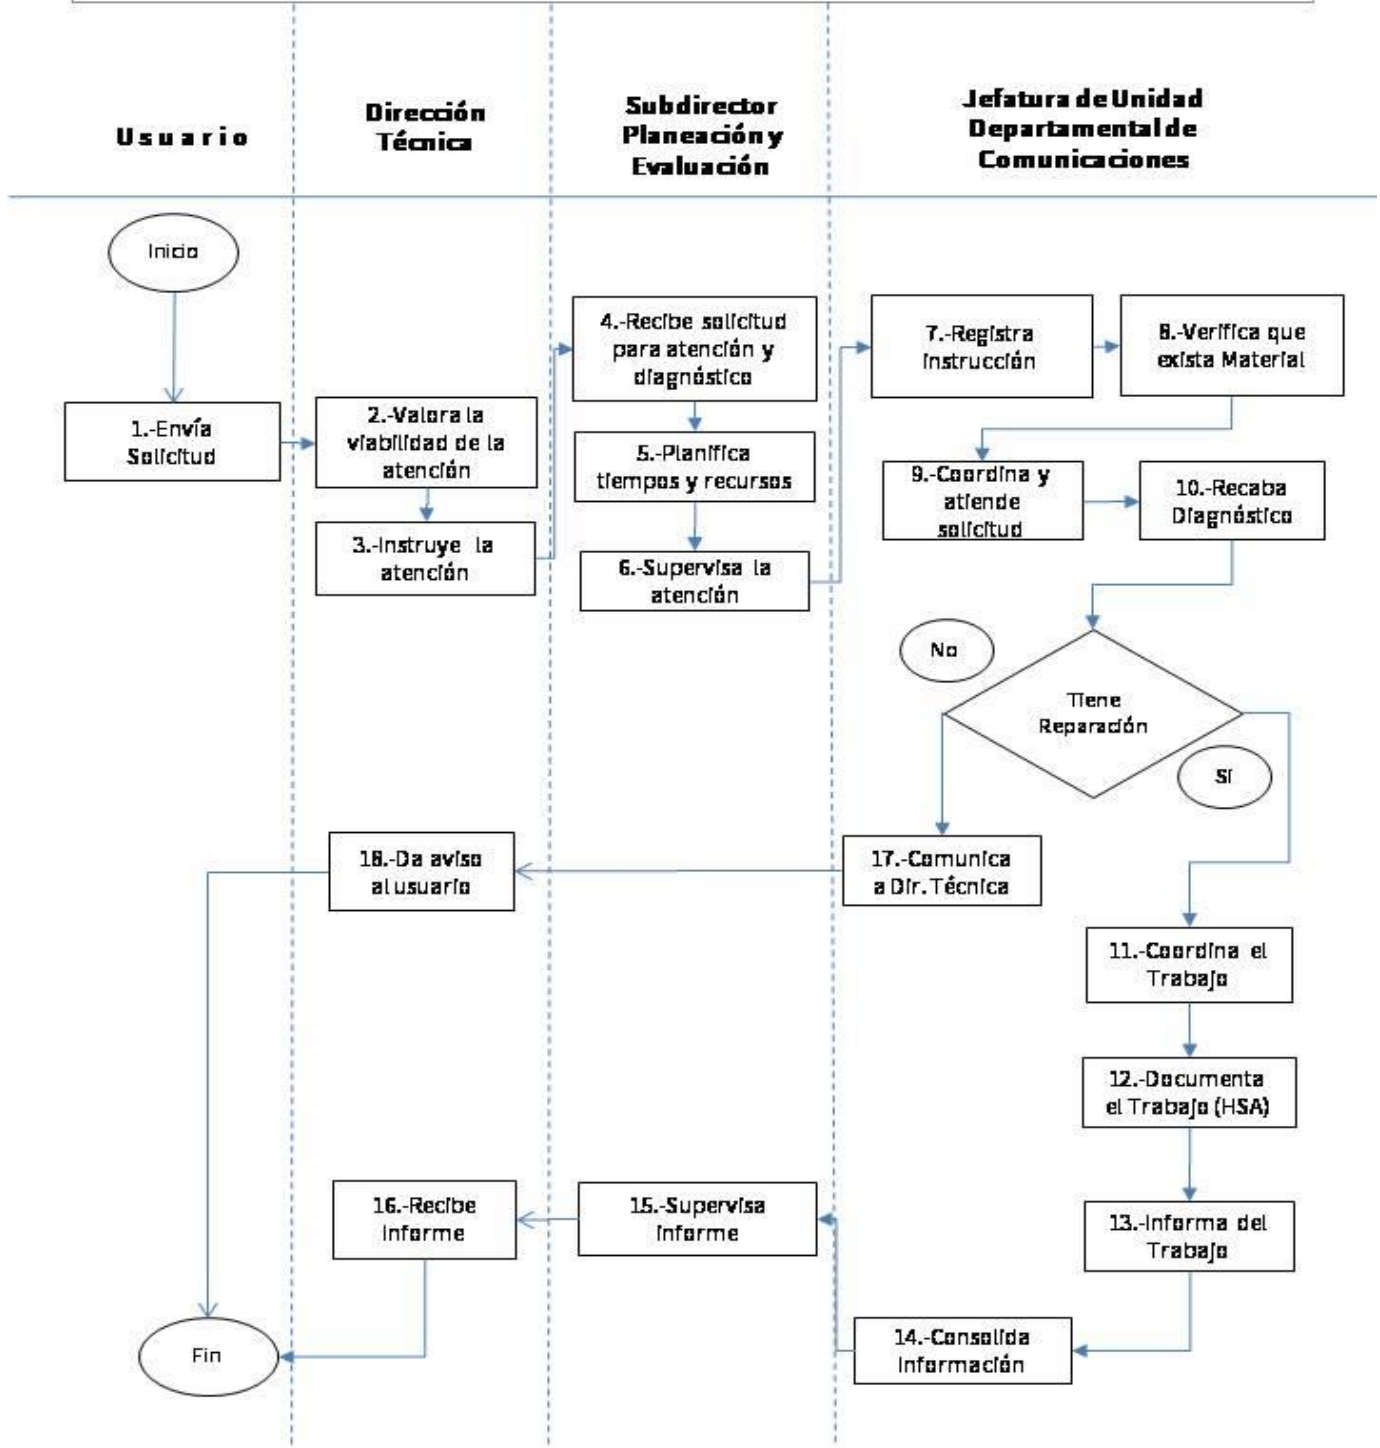 Usuario
Dirección
Técnica
Subdirector
Planeación y
Evaluación
Jefatura de Unidad
Departamental de
Comunicaciones
Inicio
1.-Envía
Solicitud
2.-Valora la
viabilidad de la
atención
3.-Instruye la
atención
4.-Recibe solicitud
para atención y
diagnóstico
5.-Planifica
tiempos y recursos
6.-Supervisa la
atención
7.-Registra
instrucción
8.-Verifica que
exista Material
9.-Coordina y
atiende
solicitud
10.-Recaba
Diagnóstico
No
Tiene
Reparación
Sí
18.-Da aviso
al usuario
17.-Comunica
a Dir. Técnica
11.-Coordina el
Trabajo
12.-Documenta
el Trabajo (HSA)
16.-Recibe
informe
15.-Supervisa
informe
13.-Informa del
Trabajo
14.-Consolida
Información
Fin